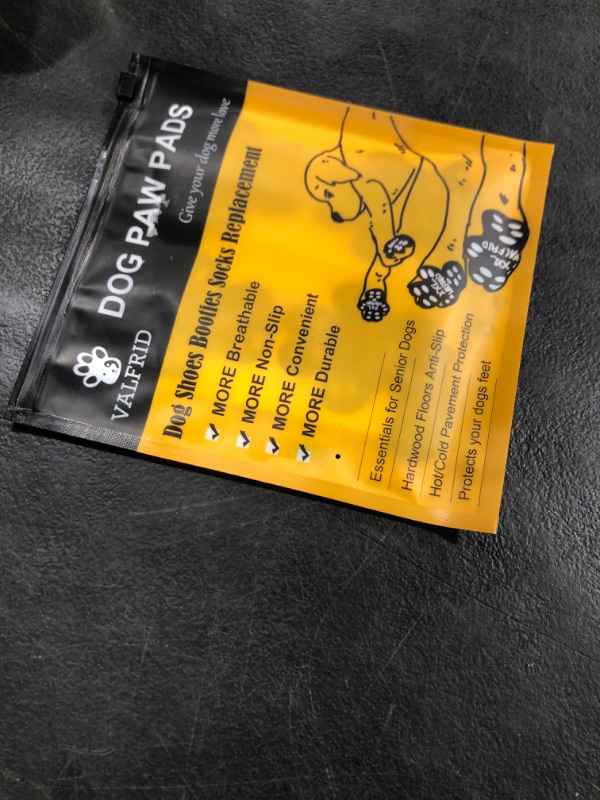 VALFRID
DOG PAW PADS
Give your dog more love
Dog Shoes Booties Socks Replacement
MORE Breathable
MORE Non-Slip
MORE Convenient
MORE Durable
Essentials for Senior Dogs
Hardwood Floors Anti-Slip
Hot/Cold Pavement Protection
Protects your dogs feet
XXL
VALFRID